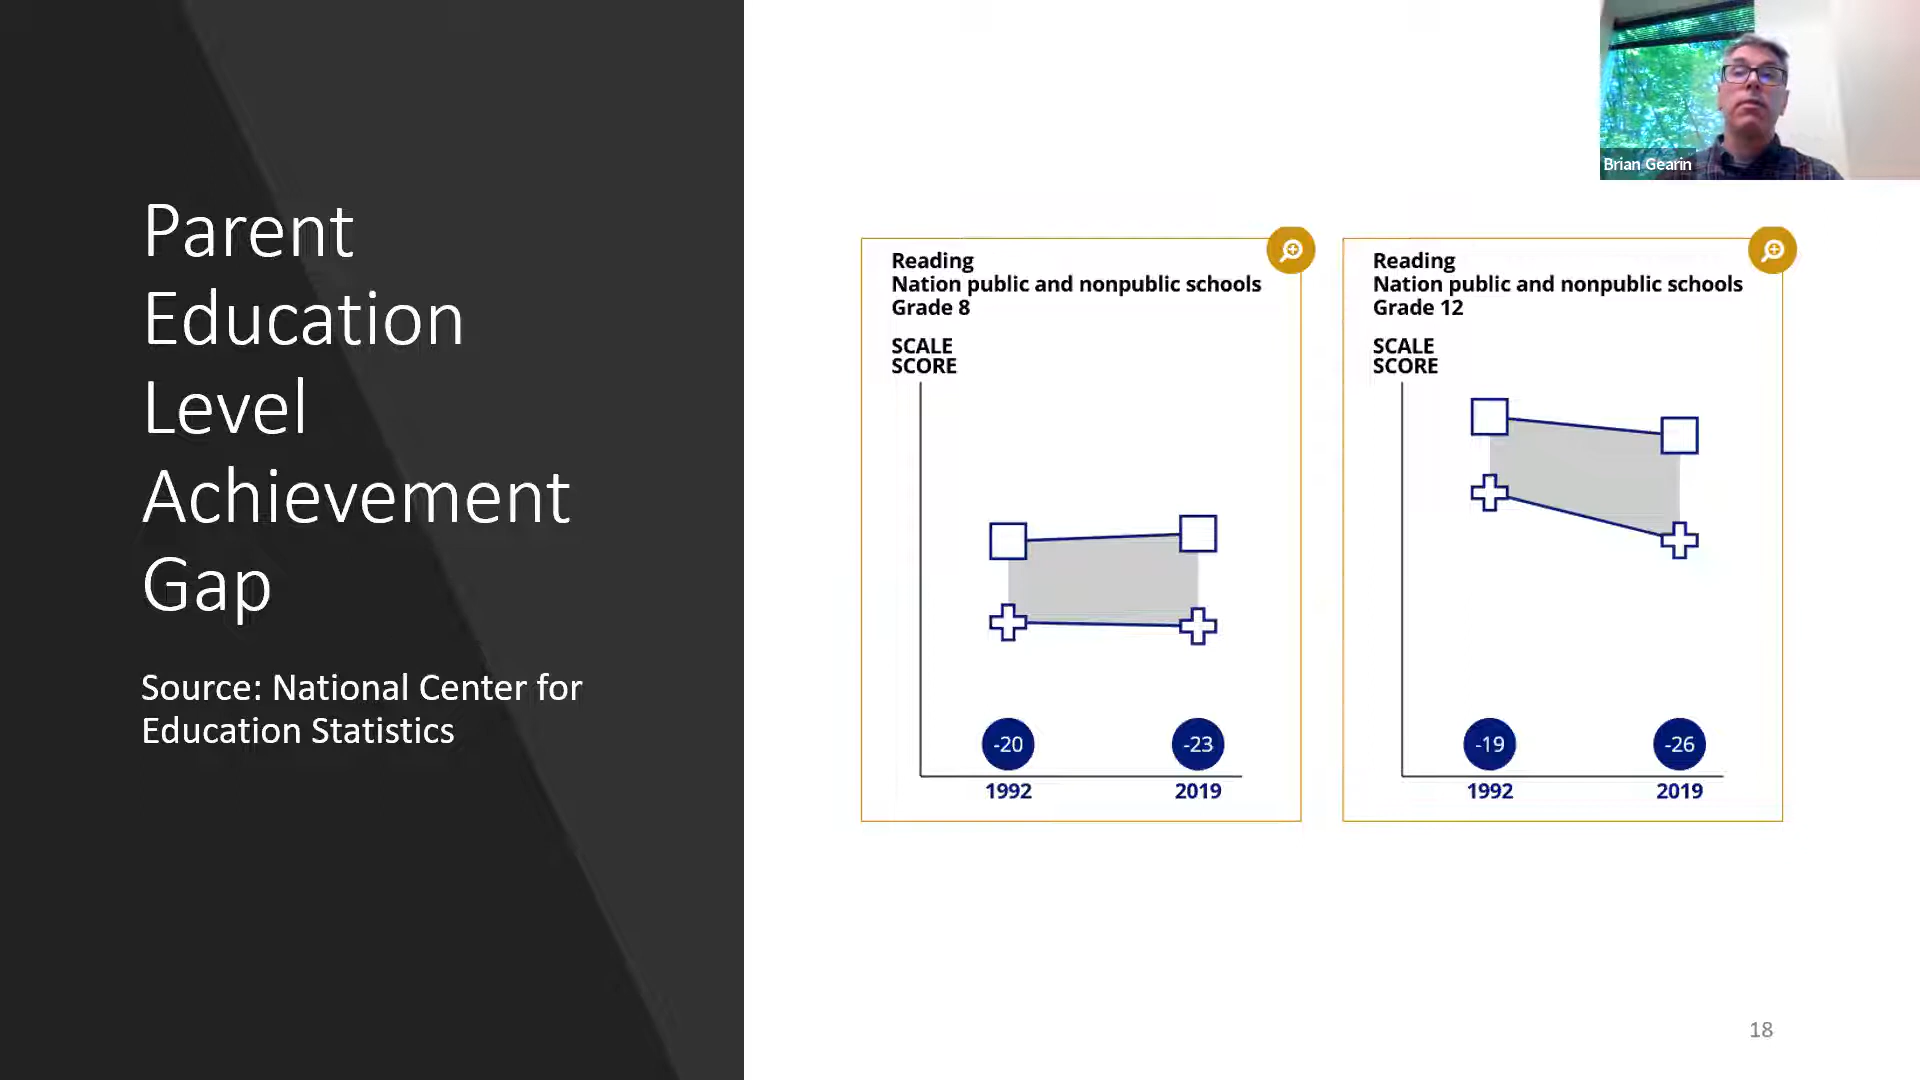 Parent
Education
Level
Achievement
Gap
Source: National Center for
Education Statistics
Brian Gearin
Reading
Nation public and nonpublic schools
Grade 8
SCALE
SCORE
-20
-23
1992
2019
Reading
Nation public and nonpublic schools
Grade 12
SCALE
SCORE
-19
-26
1992
2019
18